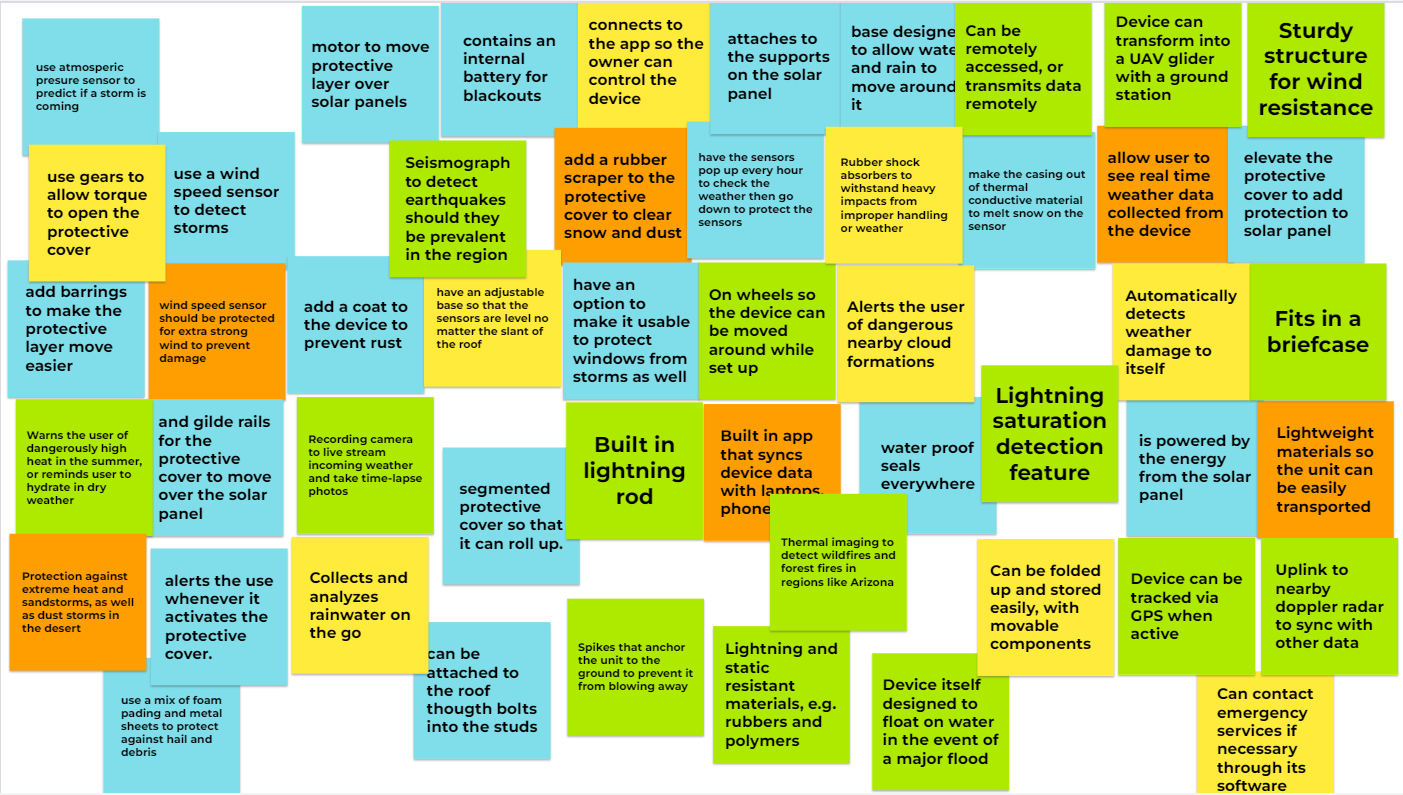 use atmosperic
presure sensor to
predict if a storm is
coming
motor to move
protective
layer over
solar panels
contains an
internal
battery for
blackouts
connects to
the app so the
owner can
control the
device
attaches to
the supports
on the solar
panel
base designe
to allow wate
and rain to
move around
it
Can be
remotely
accessed, or
transmits data
remotely
Device can
transform into
a UAV glider
with a ground
station
Sturdy
structure
for wind
resistance
use gears to
allow torque
to open the
protective
cover
use a wind
speed sensor
to detect
storms
Seismograph
to detect
earthquakes
should they
be prevalent
in the region
add a rubber
scraper to the
protective
cover to clear
snow and dust
have the sensors
pop up every hour
to check the
weather then go
down to protect the
sensors
Rubber shock
absorbers to
withstand heavy
impacts from
improper handling
or weather
make the casing out
of thermal
conductive material
to melt snow on the
sensor
allow user to
see real time
weather data
collected from
the device
elevate the
protective
cover to add
protection to
solar panel
add barrings
to make the
protective
layer move
easier
wind speed sensor
should be protected
for extra strong
wind to prevent
damage
add a coat to
the device to
prevent rust
have an adjustable
base so that the
sensors are level no
matter the slant of
the roof
have an
option to
make it usable
to protect
windows from
storms as well
On wheels so
the device can
be moved
around while
set up
Alerts the user
of dangerous
nearby cloud
formations
Automatically
detects
weather
damage to
itself
Fits in a
briefcase
Warns the user of
dangerously high
heat in the summer,
or reminds user to
hydrate in dry
weather
and gilde rails
for the
protective
cover to move
over the solar
panel
Recording camera
to live stream
incoming weather
and take time-lapse
photos
segmented
protective
cover so that
it can roll up.
Built in
lightning
rod
Built in app
that syncs
device data
with laptops,
phone
water proof
seals
everywhere
Lightning
saturation
detection
feature
is powered by
the energy
from the solar
panel
Lightweight
materials so
the unit can
be easily
transported
Protection against
extreme heat and
sandstorms, as well
as dust storms in
the desert
alerts the use
whenever it
activates the
protective
cover.
Collects and
analyzes
rainwater on
the go
Thermal imaging to
detect wildfires and
forest fires in
regions like Arizona
Can be folded
up and stored
easily, with
movable
components
Device can be
tracked via
GPS when
active
Uplink to
nearby
doppler radar
to sync with
other data
use a mix of foam
pading and metal
sheets to protect
against hail and
debris
can be
attached to
the roof
thougth bolts
into the studs
Spikes that anchor
the unit to the
ground to prevent it
from blowing away
Lightning and
static
resistant
materials, e.g.
rubbers and
polymers
Device itself
designed to
float on water
in the event of
a major flood
Can contact
emergency
services if
necessary
through its
software